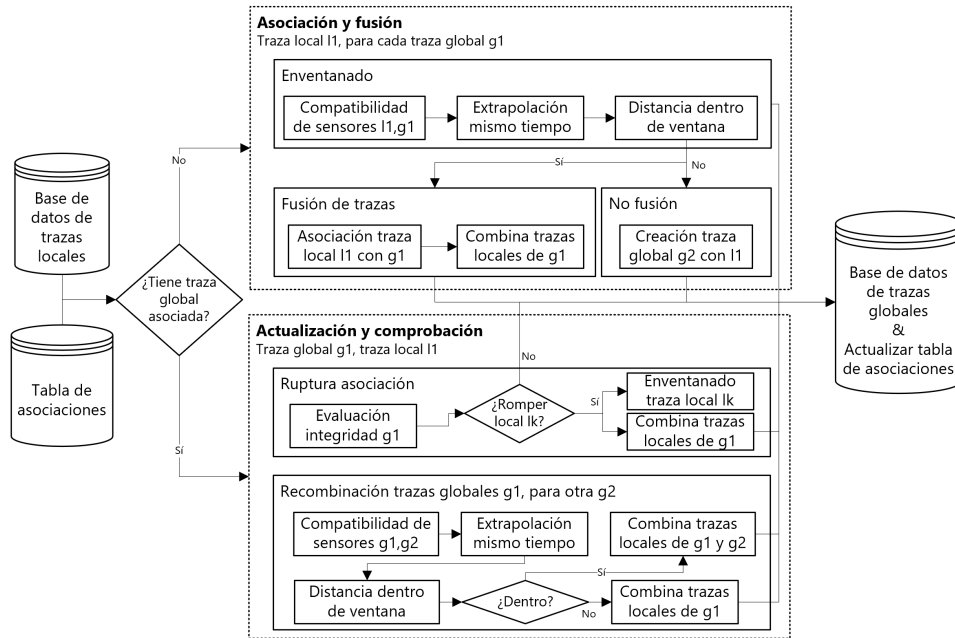 Asociación y fusión
Traza local l1, para cada traza global g1
Enventanado
Compatibilidad
de sensores l1,g1
Extrapolación
mismo tiempo
Distancia dentro
de ventana
No
Sí
No
Base de
datos de
trazas
locales
Fusión de trazas
Asociación traza
local l1 con g1
Combina trazas
locales de g1
No fusión
Creación traza
global g2 con l1
¿Tiene traza
global
asociada?
Base de datos
de trazas
globales
&
Actualizar tabla
de asociaciones
Tabla de
asociaciones
Actualización y comprobación
Traza global g1, traza local l1
No
Ruptura asociación
Evaluación
integridad g1
¿Romper
local lk?
Sí
Enventanado
traza local lk
Combina trazas
locales de g1
Sí
Recombinación trazas globales g1, para otra g2
Compatibilidad de
sensores g1,g2
Extrapolación
mismo tiempo
Combina trazas
locales de g1 y g2
Distancia dentro
de ventana
¿Dentro?
Sí
No
Combina trazas
locales de g1